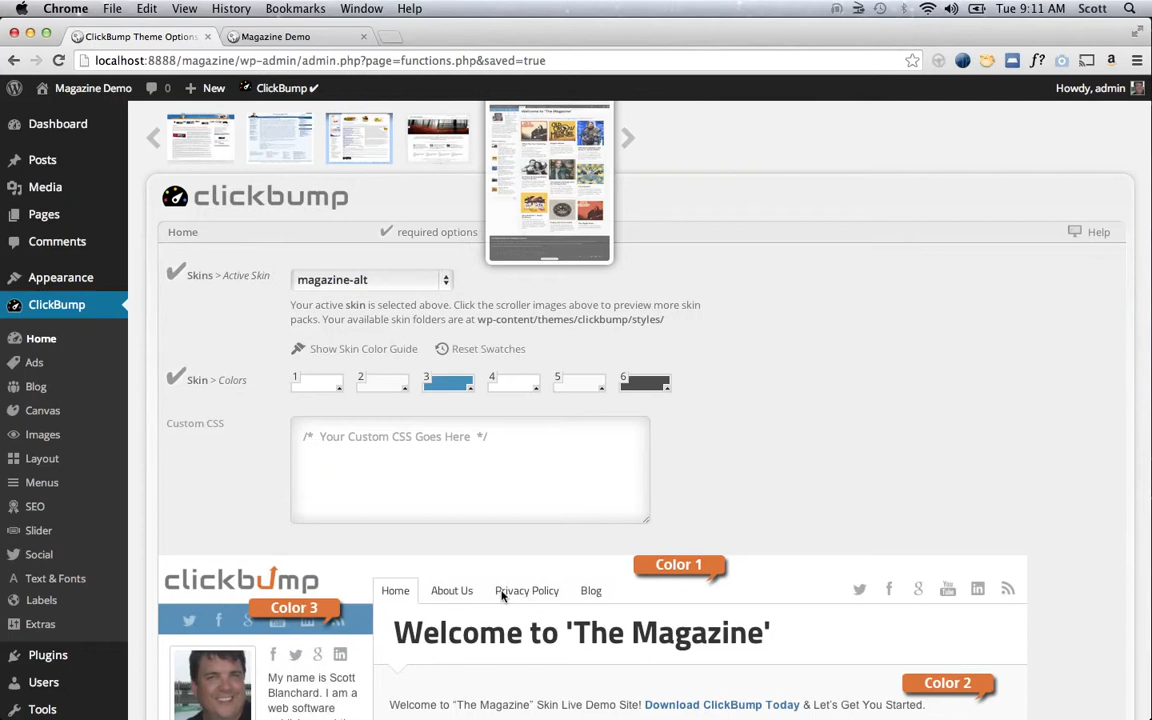 Chrome File Edit View History Bookmarks Window Help Tue 9:11 AM Scott
ClickBump Theme Options × Magazine Demo ×
localhost:8888/magazine/wp-admin/admin.php?page=functions.php&saved=true
Magazine Demo 0 + New ClickBump ✔ Howdy, admin
Dashboard
Posts
Media
Pages
Comments
Appearance
ClickBump
Home
Ads
Blog
Canvas
Images
Layout
Menus
SEO
Slider
Social
Text & Fonts
Labels
Extras
Plugins
Users
Tools
clickbump
Home required options Help
Skins > Active Skin magazine-alt
Your active skin is selected above. Click the scroller images above to preview more skin
packs. Your available skin folders are at wp-content/themes/clickbump/styles/
Show Skin Color Guide Reset Swatches
Skin > Colors 1 2 3 4 5 6
Custom CSS /* Your Custom CSS Goes Here */
Color 1
clickbump Home About Us Privacy Policy Blog
Color 3
Welcome to 'The Magazine'
My name is Scott
Blanchard. I am a
web software
Color 2
Welcome to "The Magazine" Skin Live Demo Site! Download ClickBump Today & Let's Get You Started.